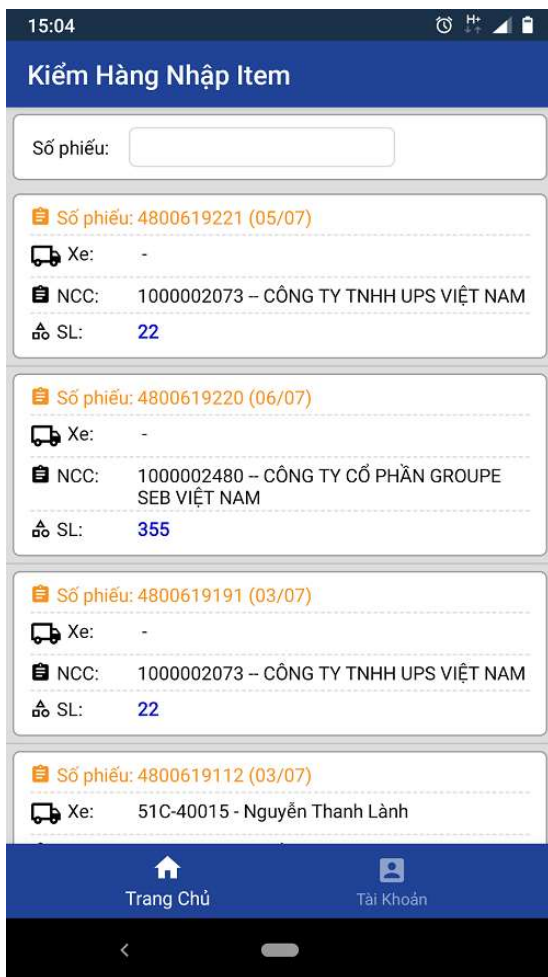 15:04
H+
Kiểm Hàng Nhập Item
Số phiếu:
Số phiếu: 4800619221 (05/07)
Xe: -
NCC: 1000002073 -- CÔNG TY TNHH UPS VIỆT NAM
SL: 22
Số phiếu: 4800619220 (06/07)
Xe: -
NCC: 1000002480 -- CÔNG TY CỔ PHẦN GROUPE
SEB VIỆT NAM
SL: 355
Số phiếu: 4800619191 (03/07)
Xe: -
NCC: 1000002073 -- CÔNG TY TNHH UPS VIỆT NAM
SL: 22
Số phiếu: 4800619112 (03/07)
Xe: 51C-40015 - Nguyễn Thanh Lành
Trang Chủ
Tài Khoản